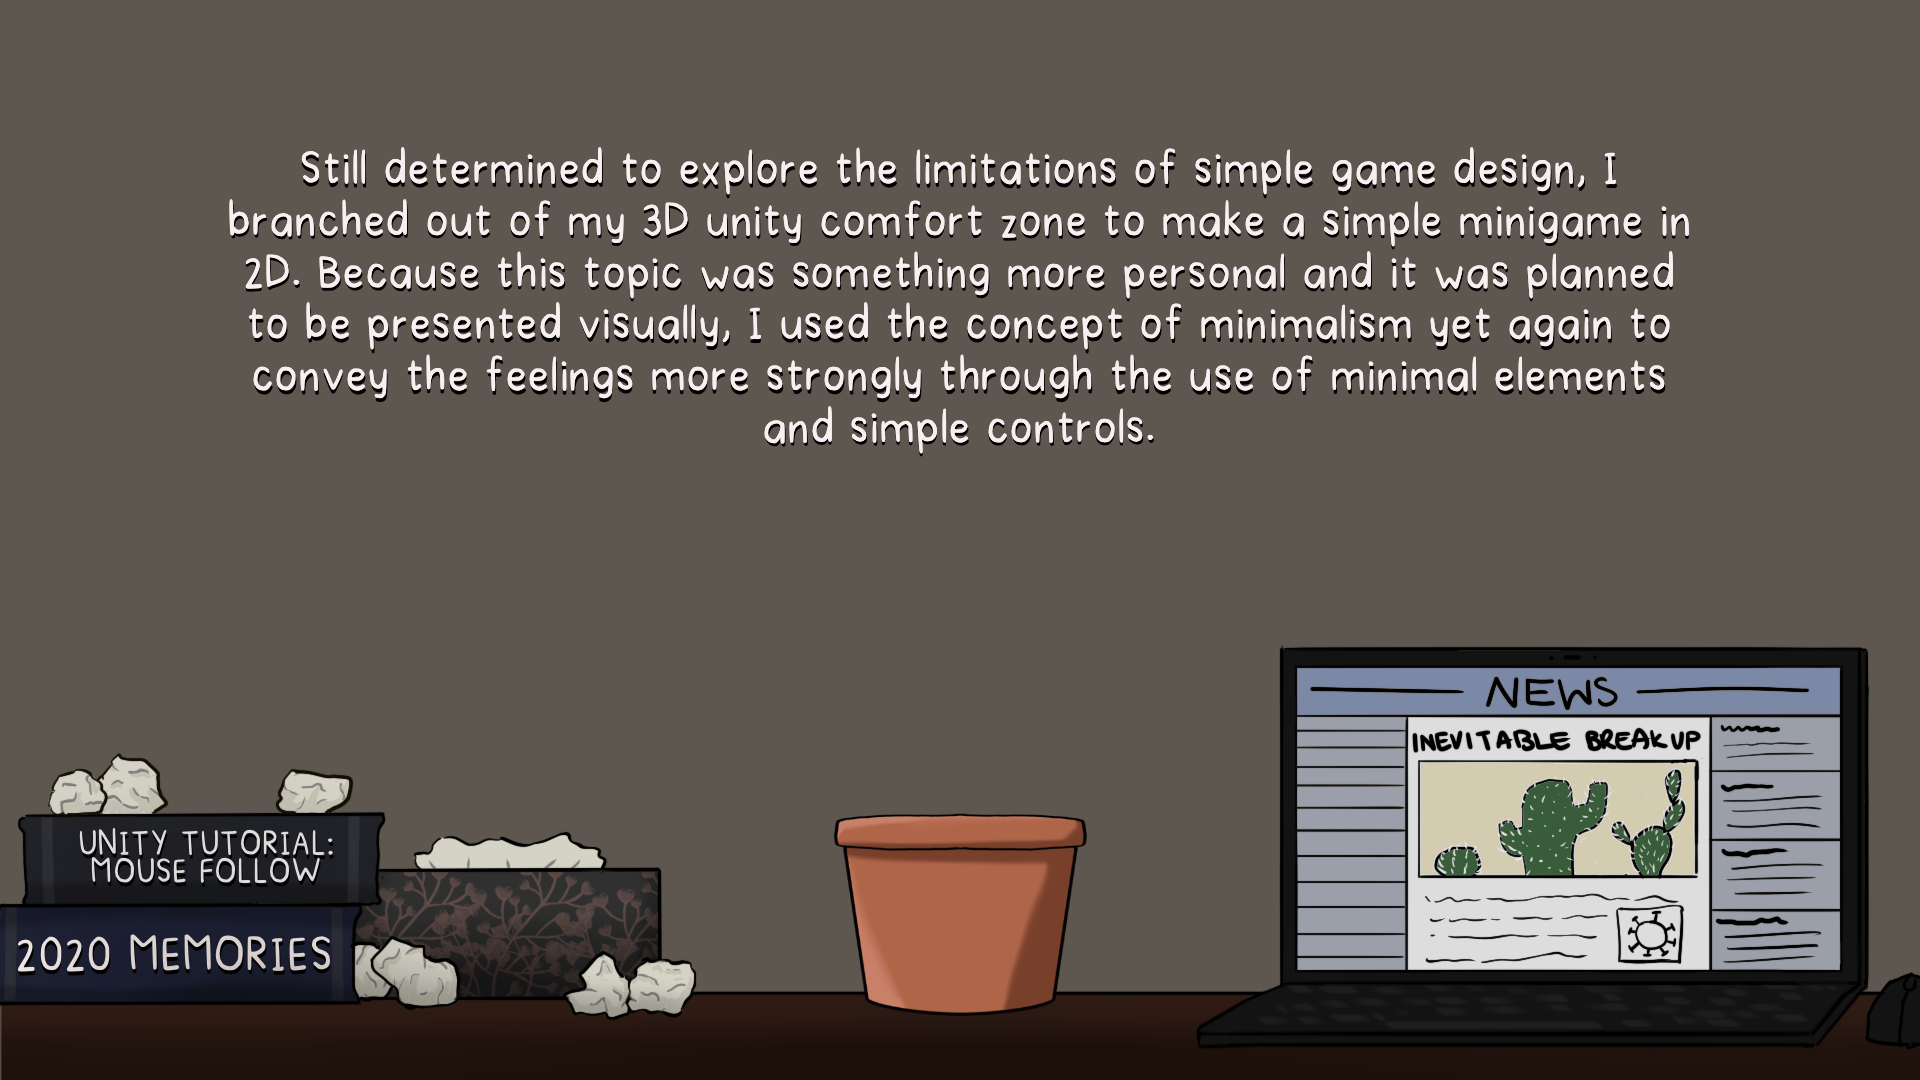 Still determined to explore the limitations of simple game design, I
branched out of my 3D unity comfort zone to make a simple minigame in
2D. Because this topic was something more personal and it was planned
to be presented visually, I used the concept of minimalism yet again to
convey the feelings more strongly through the use of minimal elements
and simple controls.
NEWS
INEVITABLE BREAKUP
UNITY TUTORIAL:
MOUSE FOLLOW
2020 MEMORIES